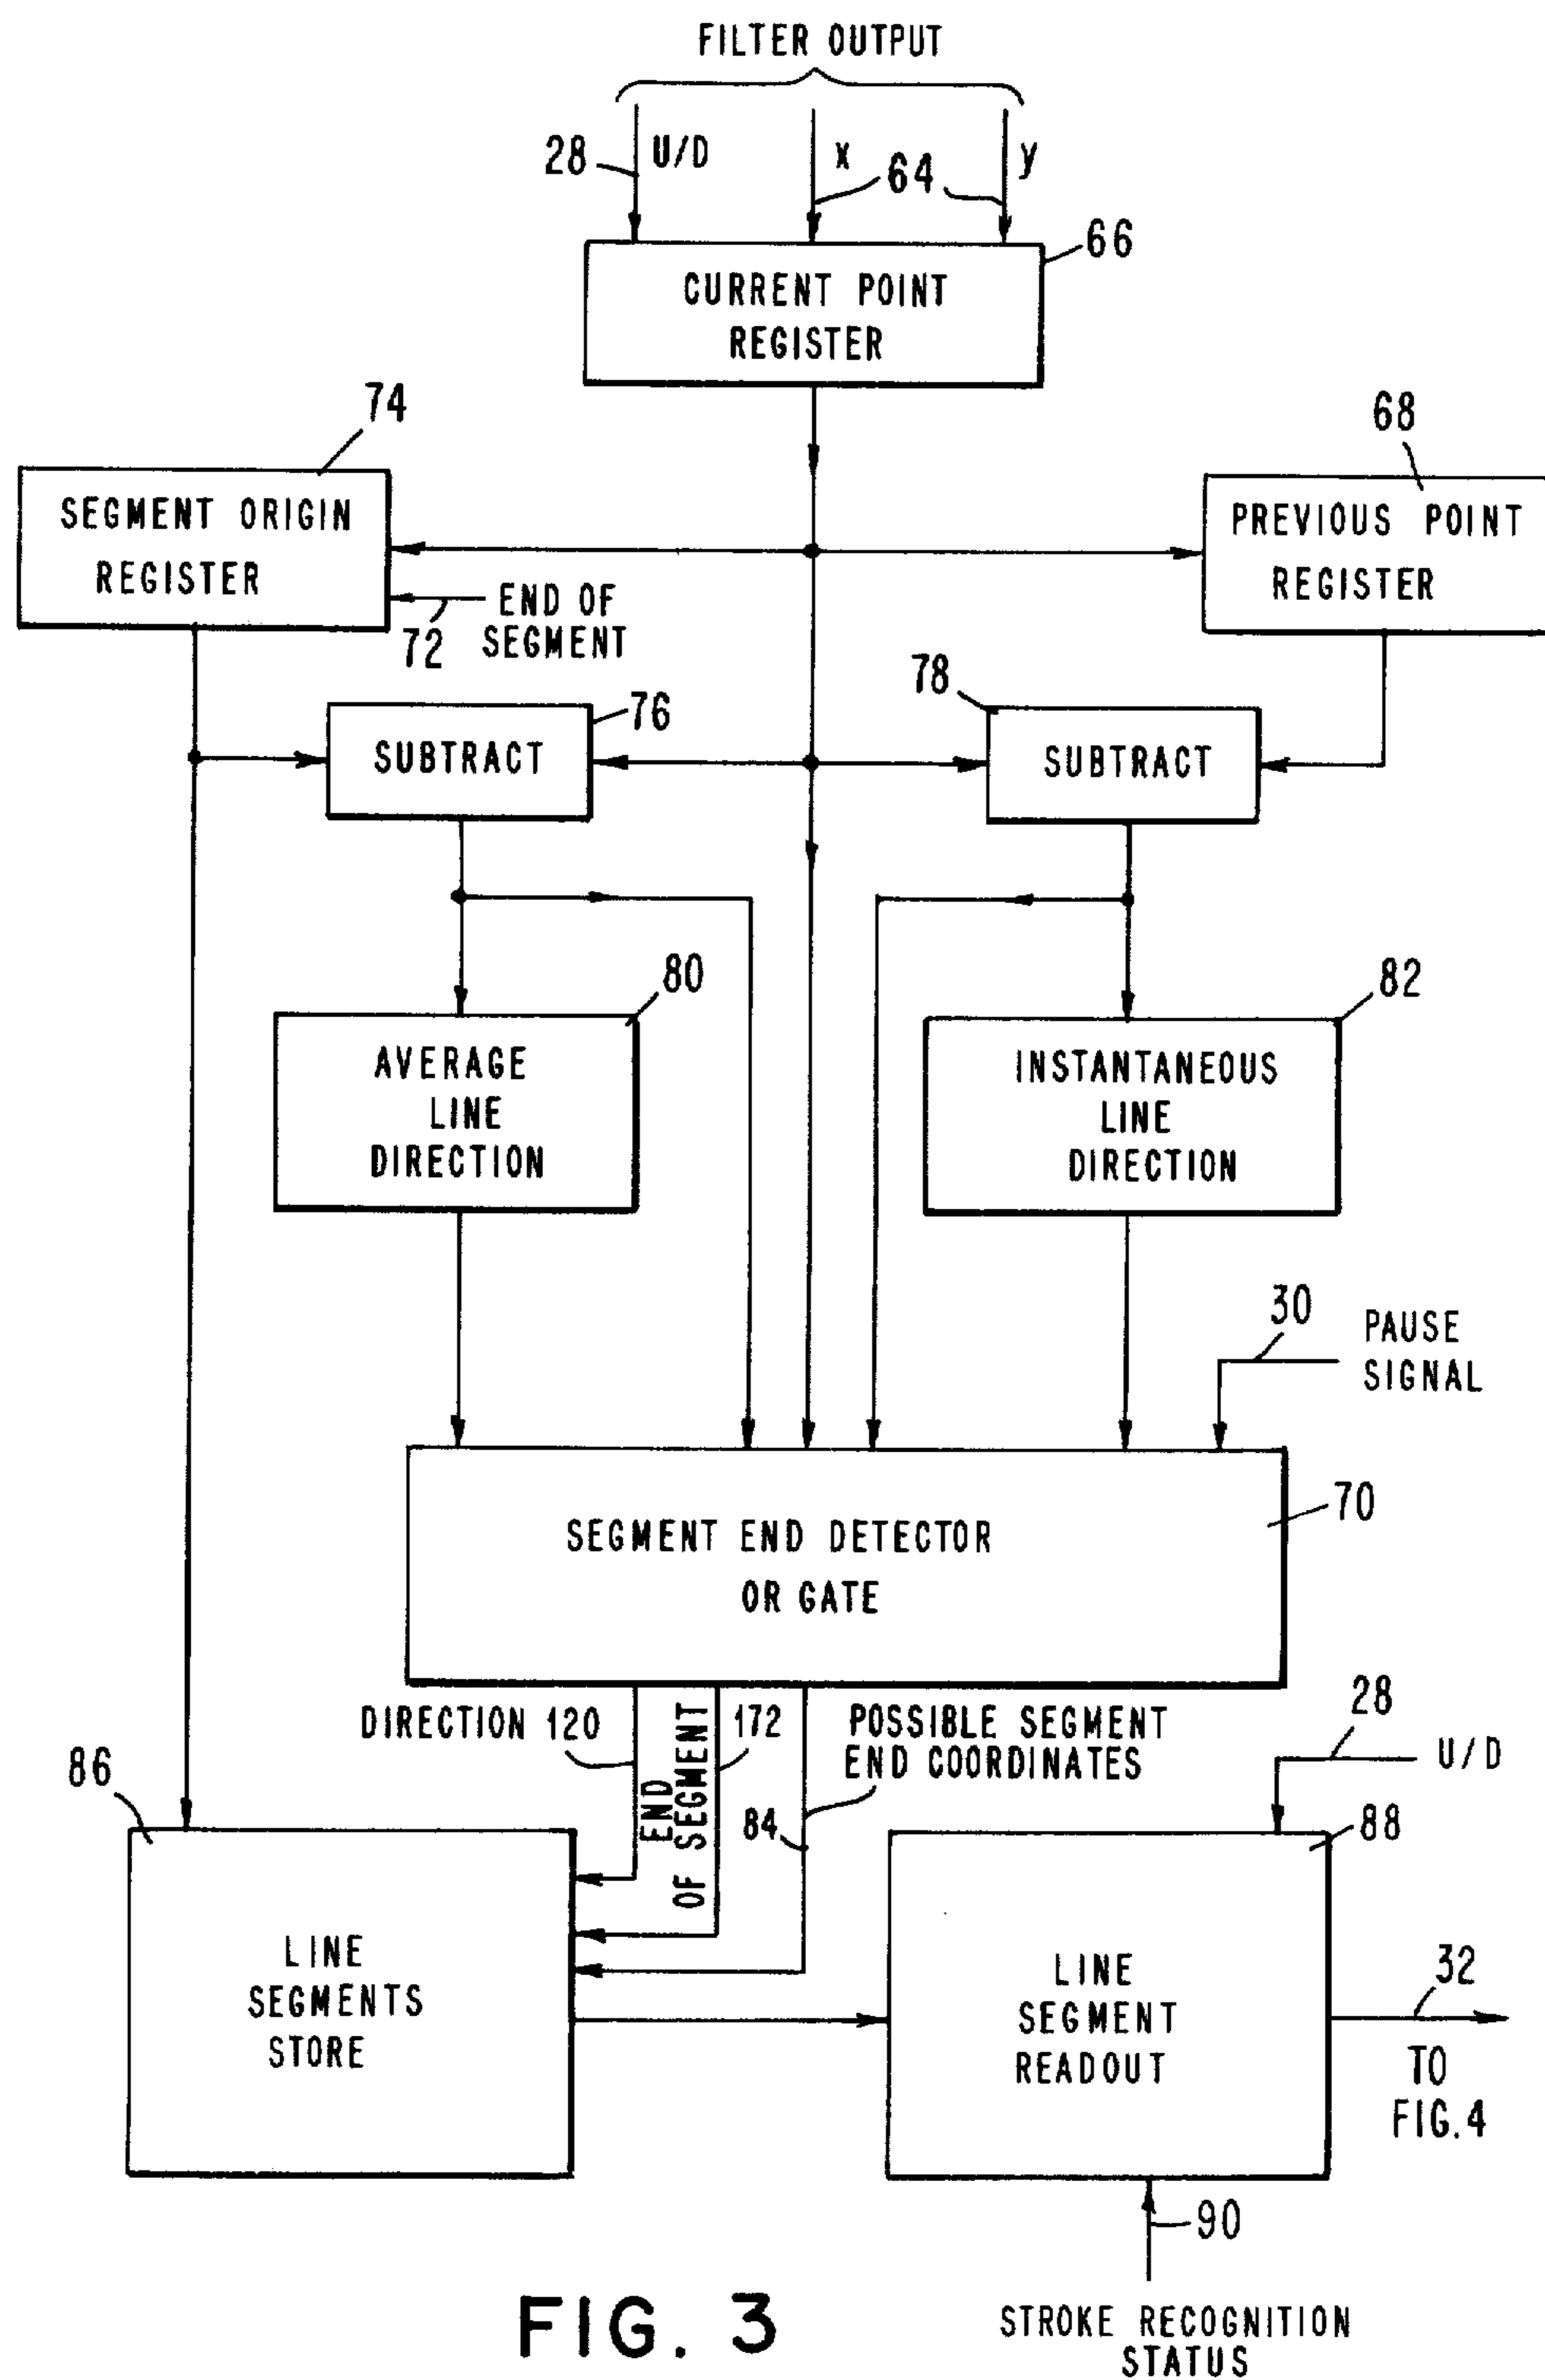 FILTER OUTPUT
28
U/D
x
64
y
66
CURRENT POINT
REGISTER
74
68
SEGMENT ORIGIN
REGISTER
PREVIOUS POINT
REGISTER
72
END OF
SEGMENT
76
78
SUBTRACT
SUBTRACT
80
82
AVERAGE
LINE
DIRECTION
INSTANTANEOUS
LINE
DIRECTION
30
PAUSE
SIGNAL
70
SEGMENT END DETECTOR
OR GATE
DIRECTION 120
END
OF SEGMENT
172
POSSIBLE SEGMENT
END COORDINATES
84
28
U/D
86
88
LINE
SEGMENTS
STORE
LINE
SEGMENT
READOUT
32
TO
FIG.4
90
STROKE RECOGNITION
STATUS
FIG. 3